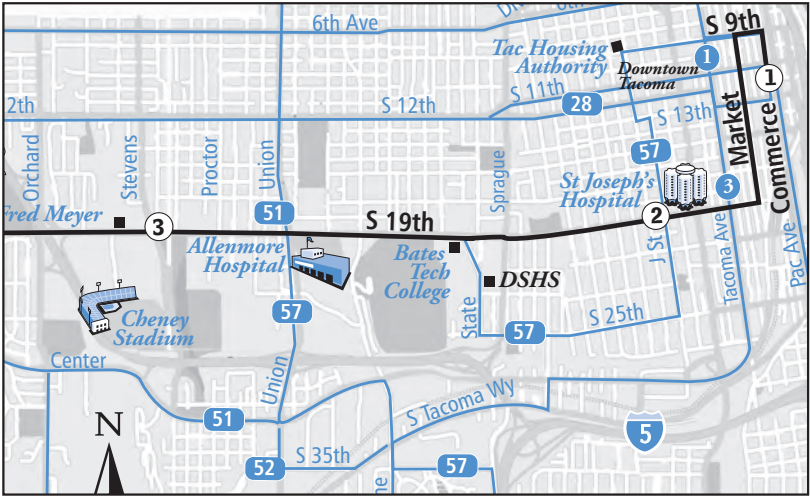 6th Ave
S 9th
Tac Housing
Authority
1
Downtown
Tacoma
1
S 11th
28
2th
S 12th
S 13th
Market
Commerce
Orchard
Stevens
Proctor
Union
Sprague
57
St Joseph's
Hospital
3
Fred Meyer
3
51
S 19th
2
Allenmore
Hospital
Bates
Tech
College
DSHS
J St
Tacoma Ave
Pac Ave
Cheney
Stadium
57
State
57
S 25th
Center
Union
51
S Tacoma Wy
N
5
52
S 35th
57